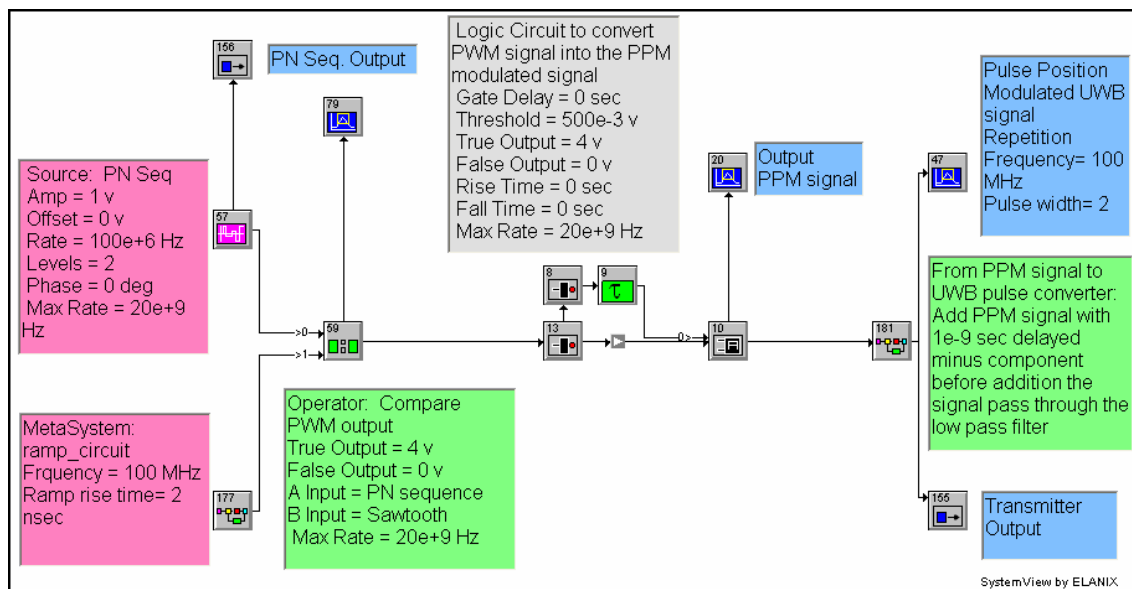 156
PN Seq. Output
79
Logic Circuit to convert
PWM signal into the PPM
modulated signal
Gate Delay = 0 sec
Threshold = 500e-3 v
True Output = 4 v
False Output = 0 v
Rise Time = 0 sec
Fall Time = 0 sec
Max Rate = 20e+9 Hz
20
Output
PPM signal
47
Pulse Position
Modulated UWB
signal
Repetition
Frequency= 100
MHz
Pulse width= 2
Source: PN Seq
Amp = 1 v
Offset = 0 v
Rate = 100e+6 Hz
Levels = 2
Phase = 0 deg
Max Rate = 20e+9
Hz
57
>0
>1
59
8
9
τ
13
0>
10
181
From PPM signal to
UWB pulse converter:
Add PPM signal with
1e-9 sec delayed
minus component
before addition the
signal pass through the
low pass filter
MetaSystem:
ramp_circuit
Frquency = 100 MHz
Ramp rise time= 2
nsec
177
Operator: Compare
PWM output
True Output = 4 v
False Output = 0 v
A Input = PN sequence
B Input = Sawtooth
Max Rate = 20e+9 Hz
155
Transmitter
Output
SystemView by ELANIX